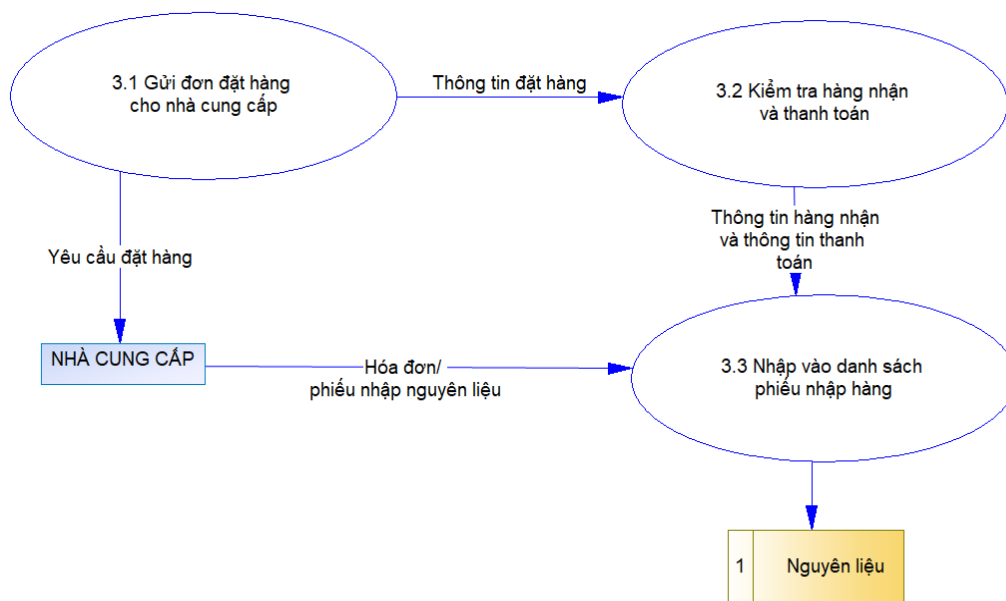 3.1 Gửi đơn đặt hàng
cho nhà cung cấp
Thông tin đặt hàng
3.2 Kiểm tra hàng nhận
và thanh toán
Yêu cầu đặt hàng
Thông tin hàng nhận
và thông tin thanh
toán
NHÀ CUNG CẤP
Hóa đơn/
phiếu nhập nguyên liệu
3.3 Nhập vào danh sách
phiếu nhập hàng
1 Nguyên liệu